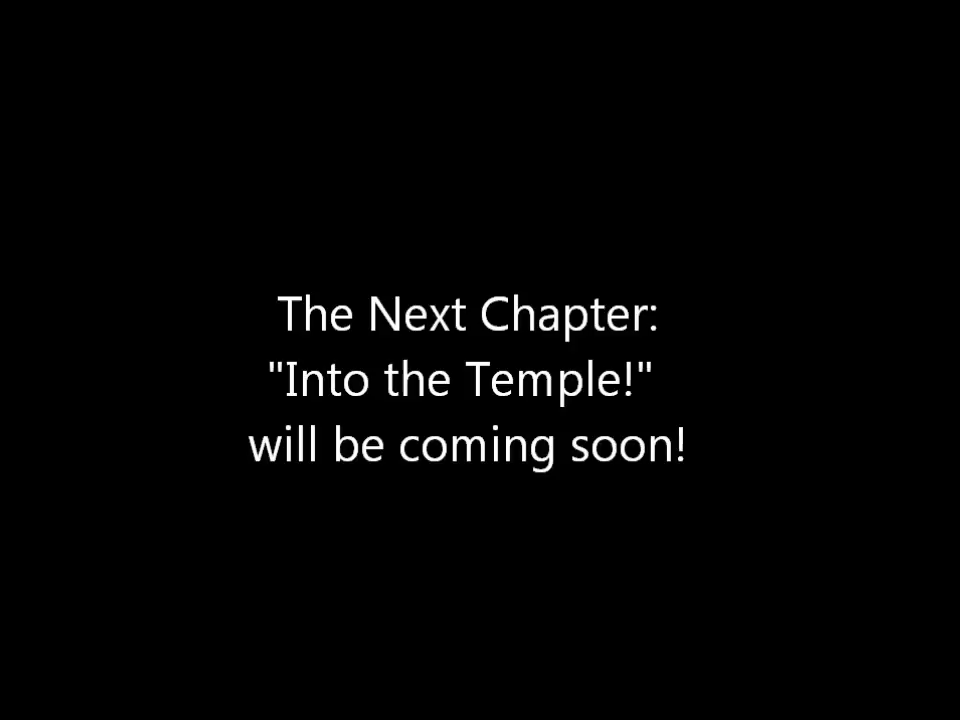 The Next Chapter:
"Into the Temple!"
will be coming soon!